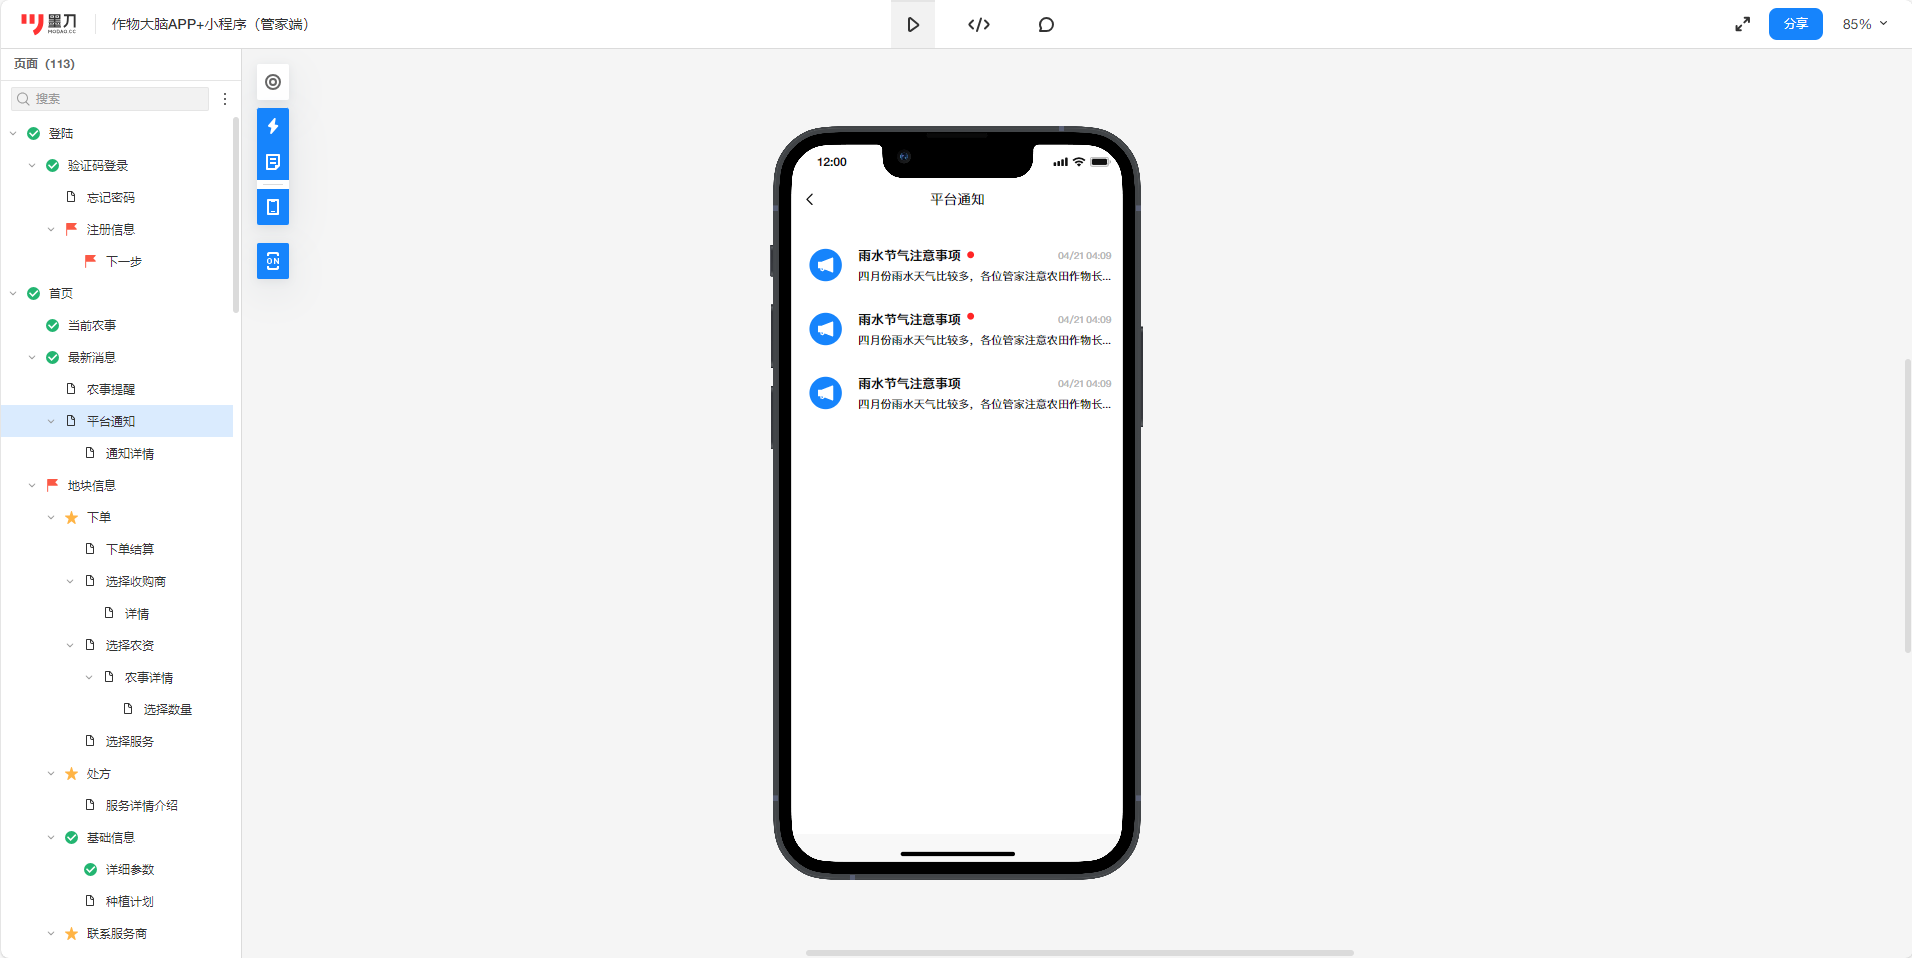 墨刀
MODAO.CC
作物大脑APP+小程序（管家端）
分享
85%
页面（113）
搜索
登陆
验证码登录
忘记密码
注册信息
下一步
首页
当前农事
最新消息
农事提醒
平台通知
通知详情
地块信息
下单
下单结算
选择收购商
详情
选择农资
农事详情
选择数量
选择服务
处方
服务详情介绍
基础信息
详细参数
种植计划
联系服务商
ON
12:00
平台通知
雨水节气注意事项 04/21 04:09
四月份雨水天气比较多，各位管家注意农田作物长...
雨水节气注意事项 04/21 04:09
四月份雨水天气比较多，各位管家注意农田作物长...
雨水节气注意事项 04/21 04:09
四月份雨水天气比较多，各位管家注意农田作物长...